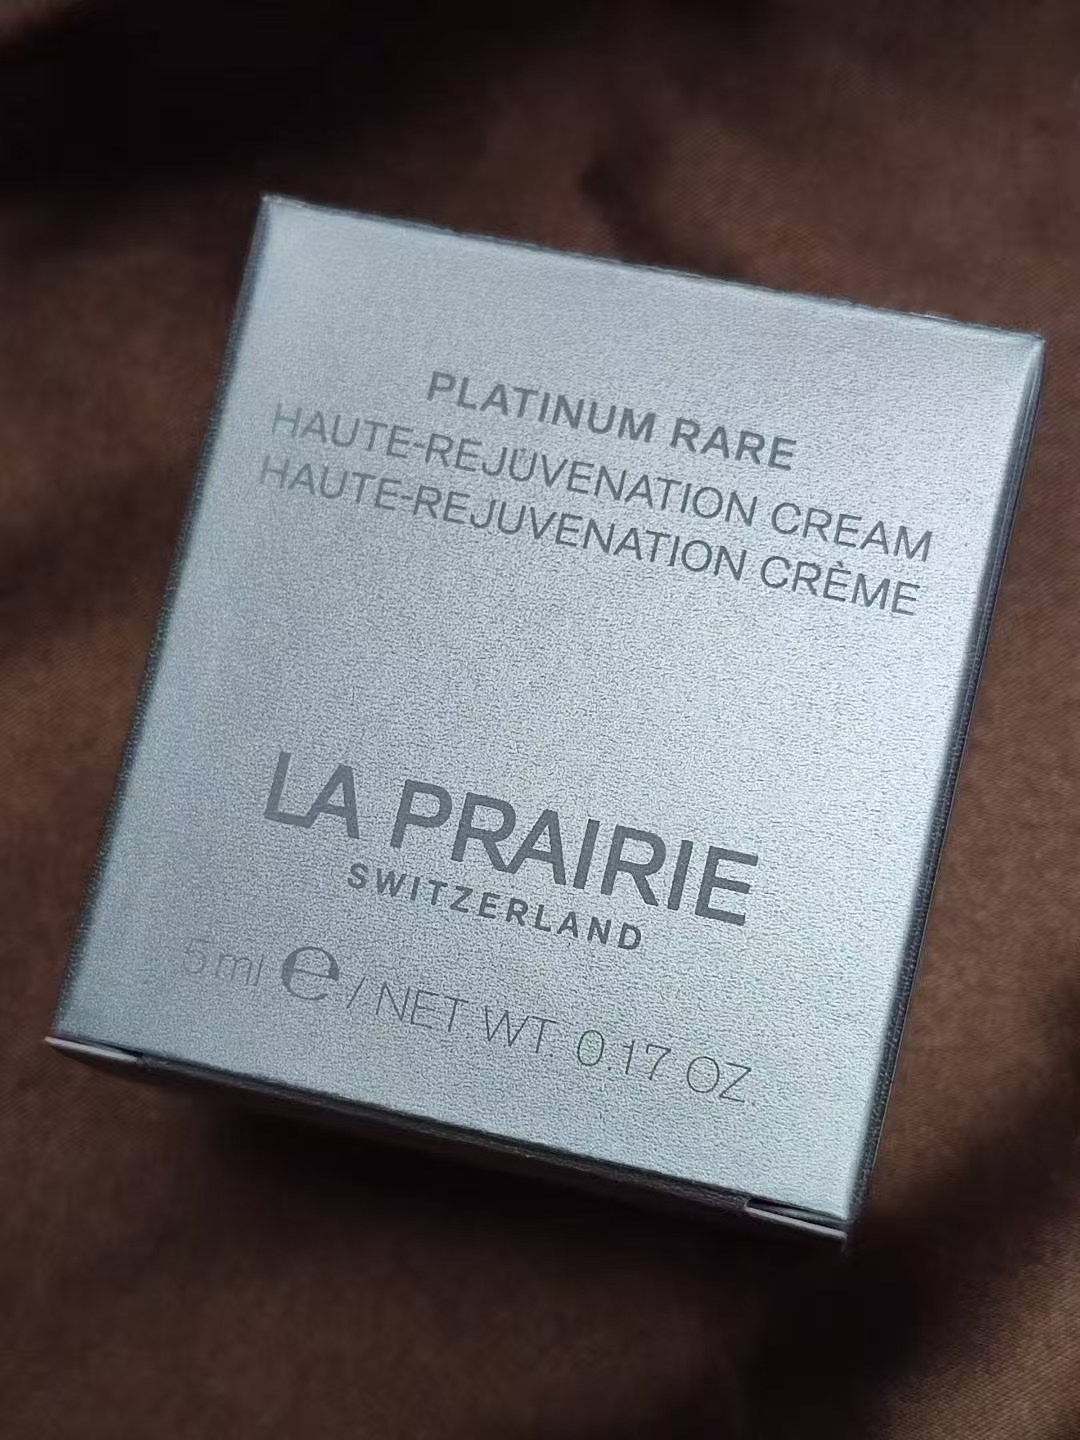 PLATINUM RARE
HAUTE-REJUVENATION CREAM
HAUTE-REJUVENATION CRÈME
LA PRAIRIE
SWITZERLAND
5 ml ℮ / NET. WT. 0.17 OZ.